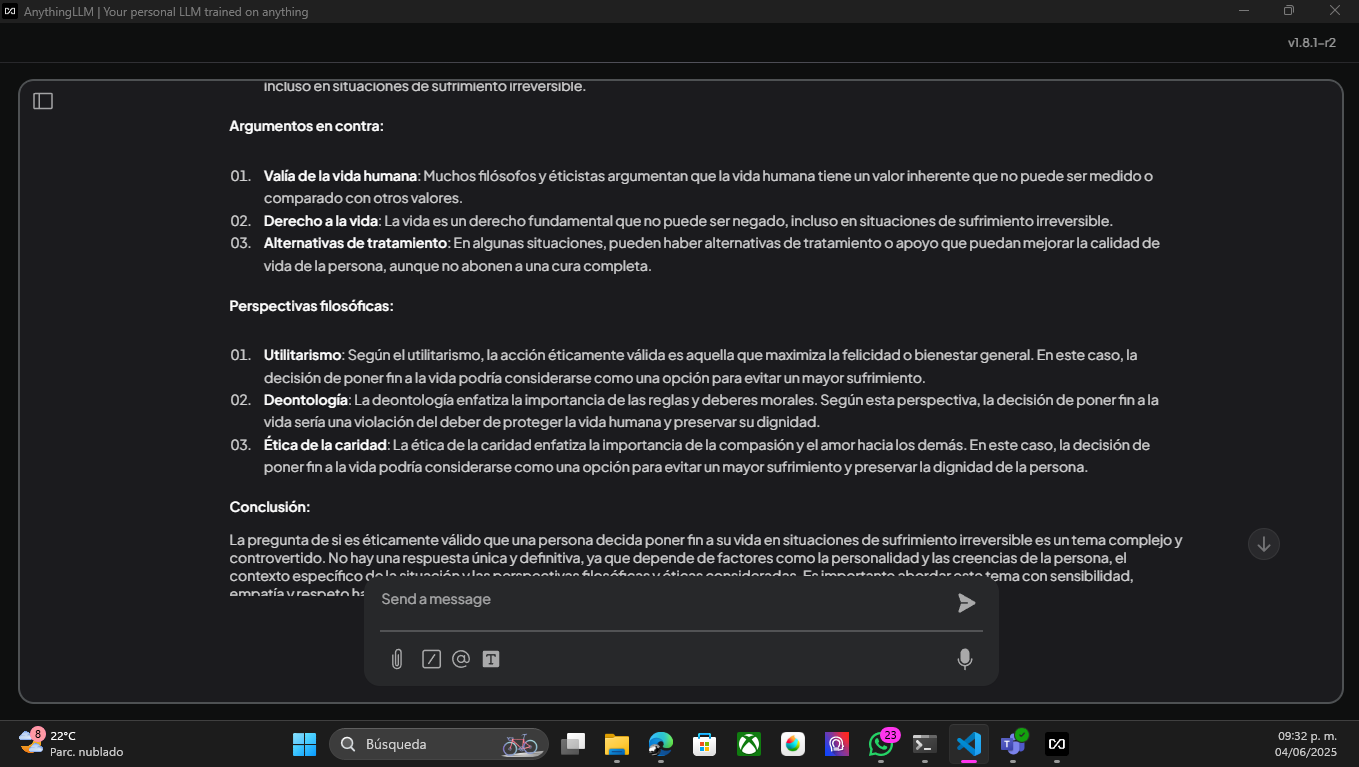 AnythingLLM | Your personal LLM trained on anything
v1.8.1-r2
incluso en situaciones de sufrimiento irreversible.
Argumentos en contra:
01. Valía de la vida humana: Muchos filósofos y éticistas argumentan que la vida humana tiene un valor inherente que no puede ser medido o
comparado con otros valores.
02. Derecho a la vida: La vida es un derecho fundamental que no puede ser negado, incluso en situaciones de sufrimiento irreversible.
03. Alternativas de tratamiento: En algunas situaciones, pueden haber alternativas de tratamiento o apoyo que puedan mejorar la calidad de
vida de la persona, aunque no abonen a una cura completa.
Perspectivas filosóficas:
01. Utilitarismo: Según el utilitarismo, la acción éticamente válida es aquella que maximiza la felicidad o bienestar general. En este caso, la
decisión de poner fin a la vida podría considerarse como una opción para evitar un mayor sufrimiento.
02. Deontología: La deontología enfatiza la importancia de las reglas y deberes morales. Según esta perspectiva, la decisión de poner fin a la
vida sería una violación del deber de proteger la vida humana y preservar su dignidad.
03. Ética de la caridad: La ética de la caridad enfatiza la importancia de la compasión y el amor hacia los demás. En este caso, la decisión de
poner fin a la vida podría considerarse como una opción para evitar un mayor sufrimiento y preservar la dignidad de la persona.
Conclusión:
La pregunta de si es éticamente válido que una persona decida poner fin a su vida en situaciones de sufrimiento irreversible es un tema complejo y
controvertido. No hay una respuesta única y definitiva, ya que depende de factores como la personalidad y las creencias de la persona, el
contexto específico de la situación y las perspectivas filosóficas y éticas consideradas. Es importante abordar este tema con sensibilidad,
empatía y respeto
Send a message
8
22°C
Parc. nublado
Búsqueda
23
09:32 p. m.
04/06/2025